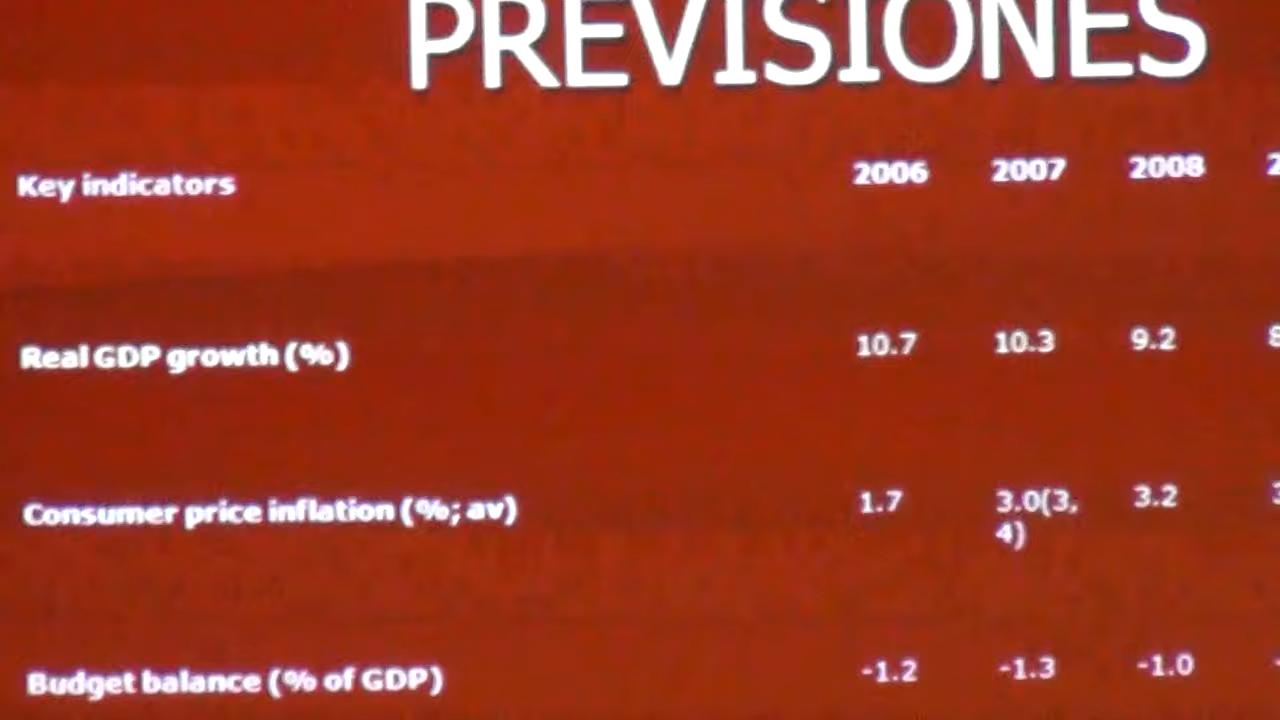 PREVISIONES
Key indicators 2006 2007 2008
Real GDP growth (%) 10.7 10.3 9.2
Consumer price inflation (%; av) 1.7 3.0(3, 3.2
4)
Budget balance (% of GDP) -1.2 -1.3 -1.0